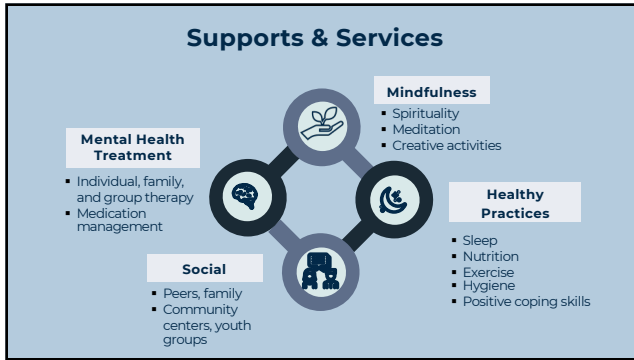 Supports & Services
Mindfulness
▪ Spirituality
▪ Meditation
▪ Creative activities
Mental Health
Treatment
▪ Individual, family,
and group therapy
▪ Medication
management
Healthy
Practices
▪ Sleep
▪ Nutrition
▪ Exercise
▪ Hygiene
▪ Positive coping skills
Social
▪ Peers, family
▪ Community
centers, youth
groups